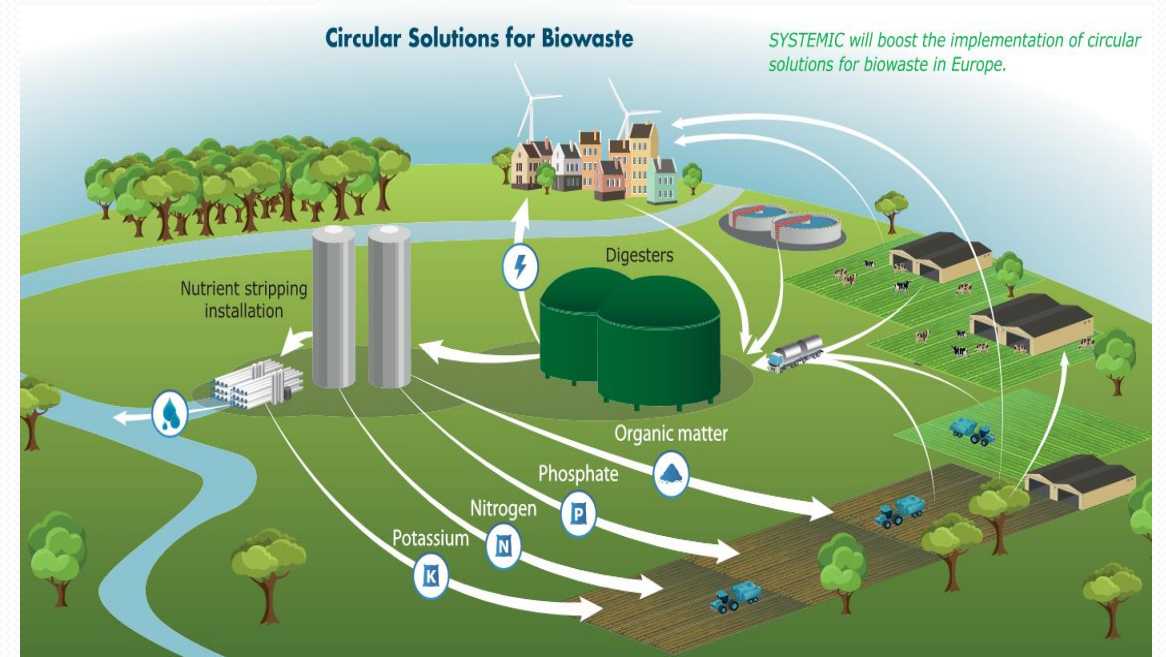 Circular Solutions for Biowaste
SYSTEMIC will boost the implementation of circular
solutions for biowaste in Europe.
Digesters
Nutrient stripping
installation
Organic matter
Phosphate
P
Nitrogen
N
Potassium
K